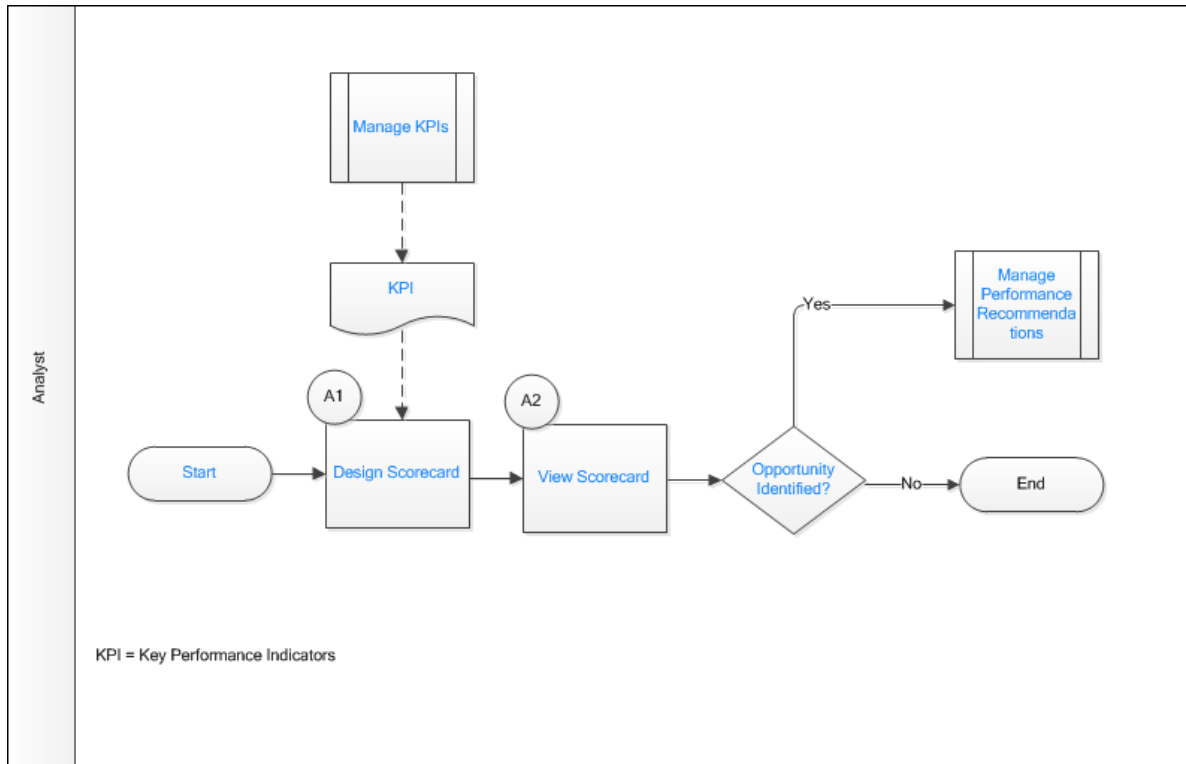 Analyst
Manage KPIs
KPI
A1
Design Scorecard
A2
View Scorecard
Start
Opportunity
Identified?
Yes
Manage
Performance
Recommenda
tions
No
End
KPI = Key Performance Indicators